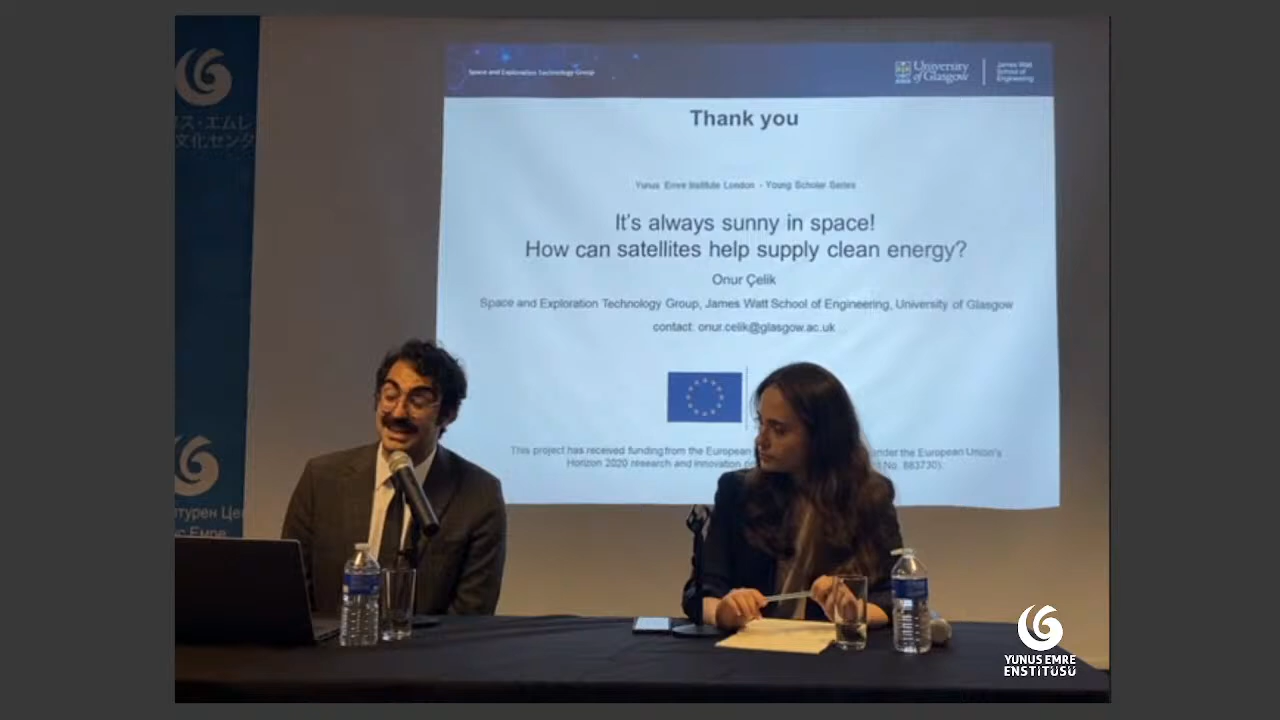 ス・エムレ
文化センタ
Space and Exploration Technology Group
University
of Glasgow
James Watt
School of
Engineering
Thank you
Yunus Emre Institute London - Young Scholar Series
It's always sunny in space!
How can satellites help supply clean energy?
Onur Çelik
Space and Exploration Technology Group, James Watt School of Engineering, University of Glasgow
contact: onur.celik@glasgow.ac.uk
This project has received funding from the European under the European Union's
Horizon 2020 research and innovation No. 883730).
лтурен Це
Emre
YUNUS EMRE
ENSTİTÜSÜ